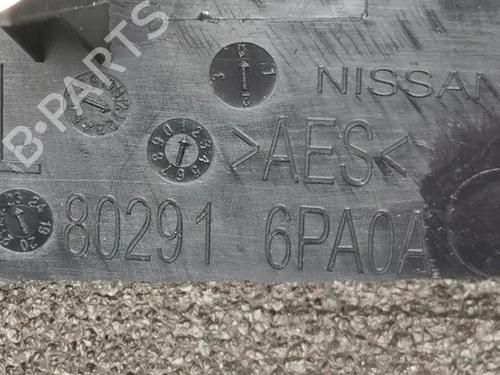 B-PARTS
NISSAN
L >AES<
80291 6PA0A